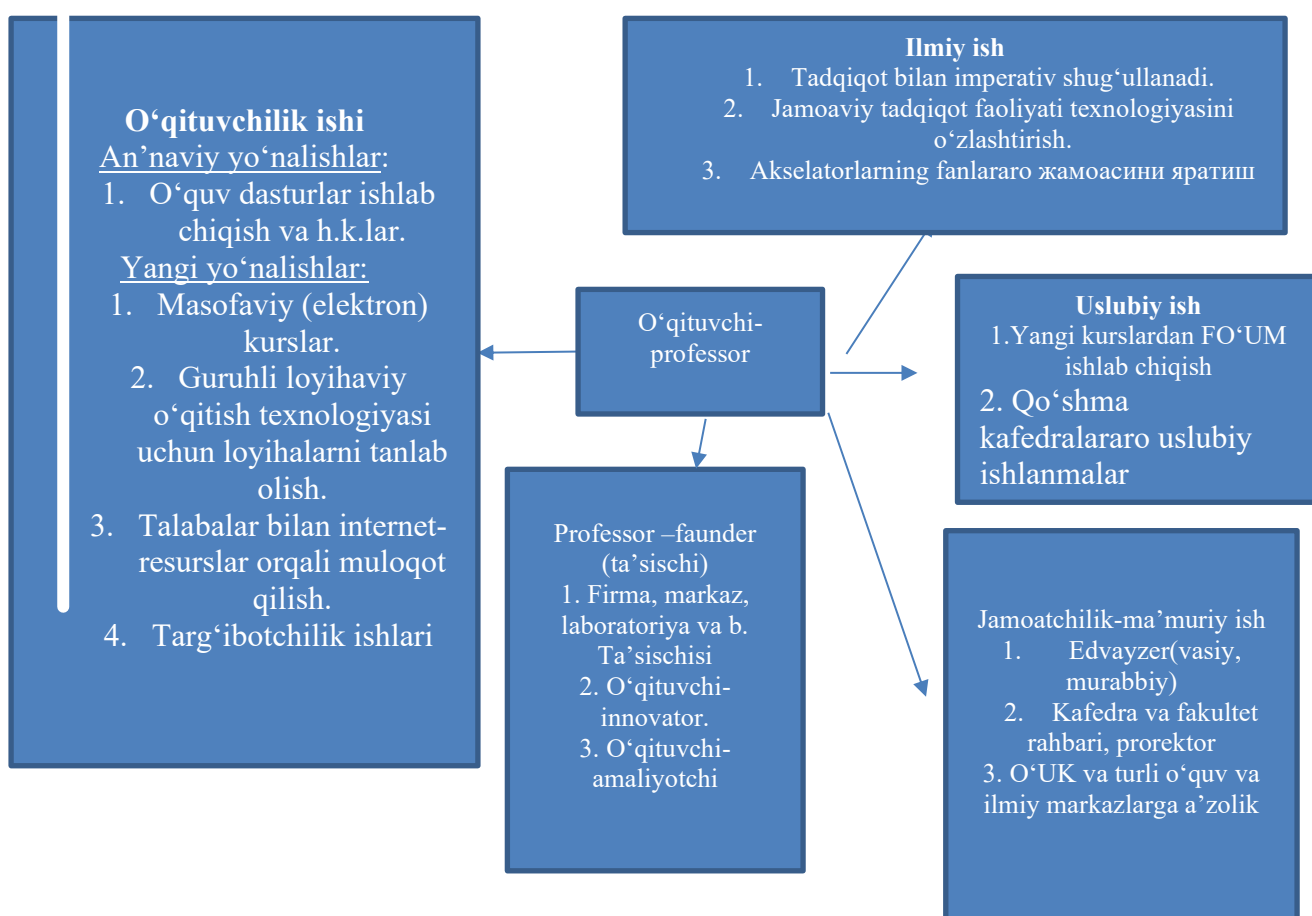 O‘qituvchilik ishi
An’naviy yo‘nalishlar:
1. O‘quv dasturlar ishlab
chiqish va h.k.lar.
Yangi yo‘nalishlar:
1. Masofaviy (elektron)
kurslar.
2. Guruhli loyihaviy
o‘qitish texnologiyasi
uchun loyihalarni tanlab
olish.
3. Talabalar bilan internet-
resurslar orqali muloqot
qilish.
4. Targ‘ibotchilik ishlari
Ilmiy ish
1. Tadqiqot bilan imperativ shug‘ullanadi.
2. Jamoaviy tadqiqot faoliyati texnologiyasini
o‘zlashtirish.
3. Akselatorlarning fanlararo жамоасини яратиш
O‘qituvchi-
professor
Uslubiy ish
1.Yangi kurslardan FO‘UM
ishlab chiqish
2. Qo‘shma
kafedralararo uslubiy
ishlanmalar
Professor –faunder
(ta’sischi)
1. Firma, markaz,
laboratoriya va b.
Ta’sischisi
2. O‘qituvchi-
innovator.
3. O‘qituvchi-
amaliyotchi
Jamoatchilik-ma’muriy ish
1. Edvayzer(vasiy,
murabbiy)
2. Kafedra va fakultet
rahbari, prorektor
3. O‘UK va turli o‘quv va
ilmiy markazlarga a’zolik